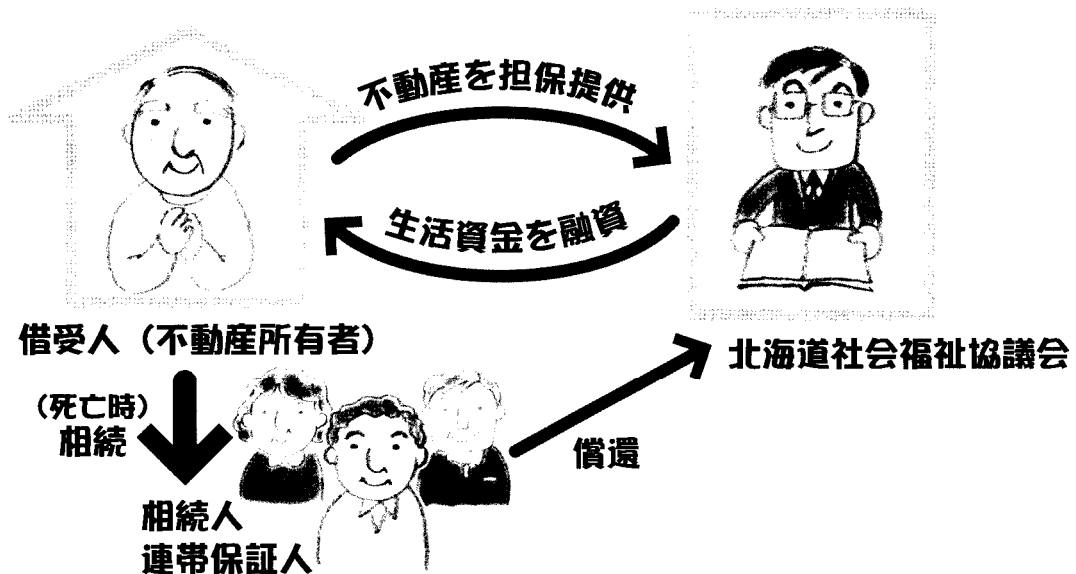 不動産を担保提供
生活資金を融資
借受人（不動産所有者）
北海道社会福祉協議会
（死亡時）
相続
償還
相続人
連帯保証人